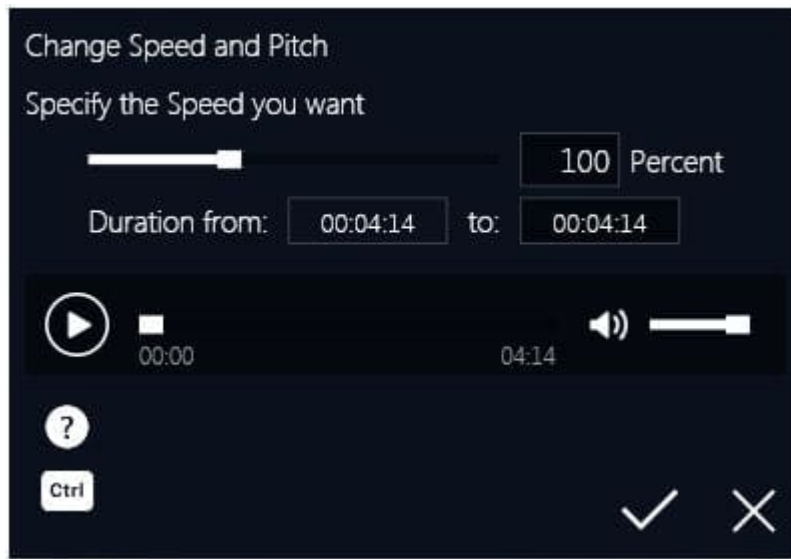 Change Speed and Pitch
Specify the Speed you want
100 Percent
Duration from: 00:04:14 to: 00:04:14
00:00 04:14
?
Ctrl